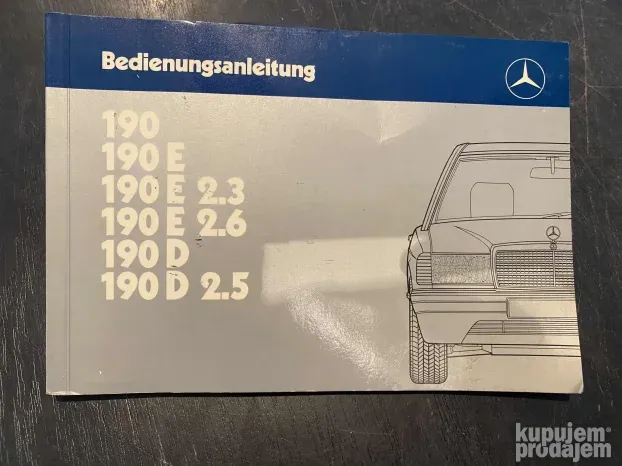 Bedienungsanleitung
190
190 E
190 E 2.3
190 E 2.6
190 D
190 D 2.5
kupujem
prodajem